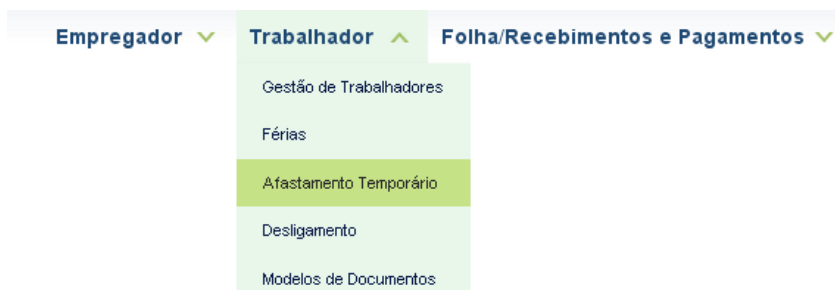 Empregador Trabalhador Folha/Recebimentos e Pagamentos
Gestão de Trabalhadores
Férias
Afastamento Temporário
Desligamento
Modelos de Documentos